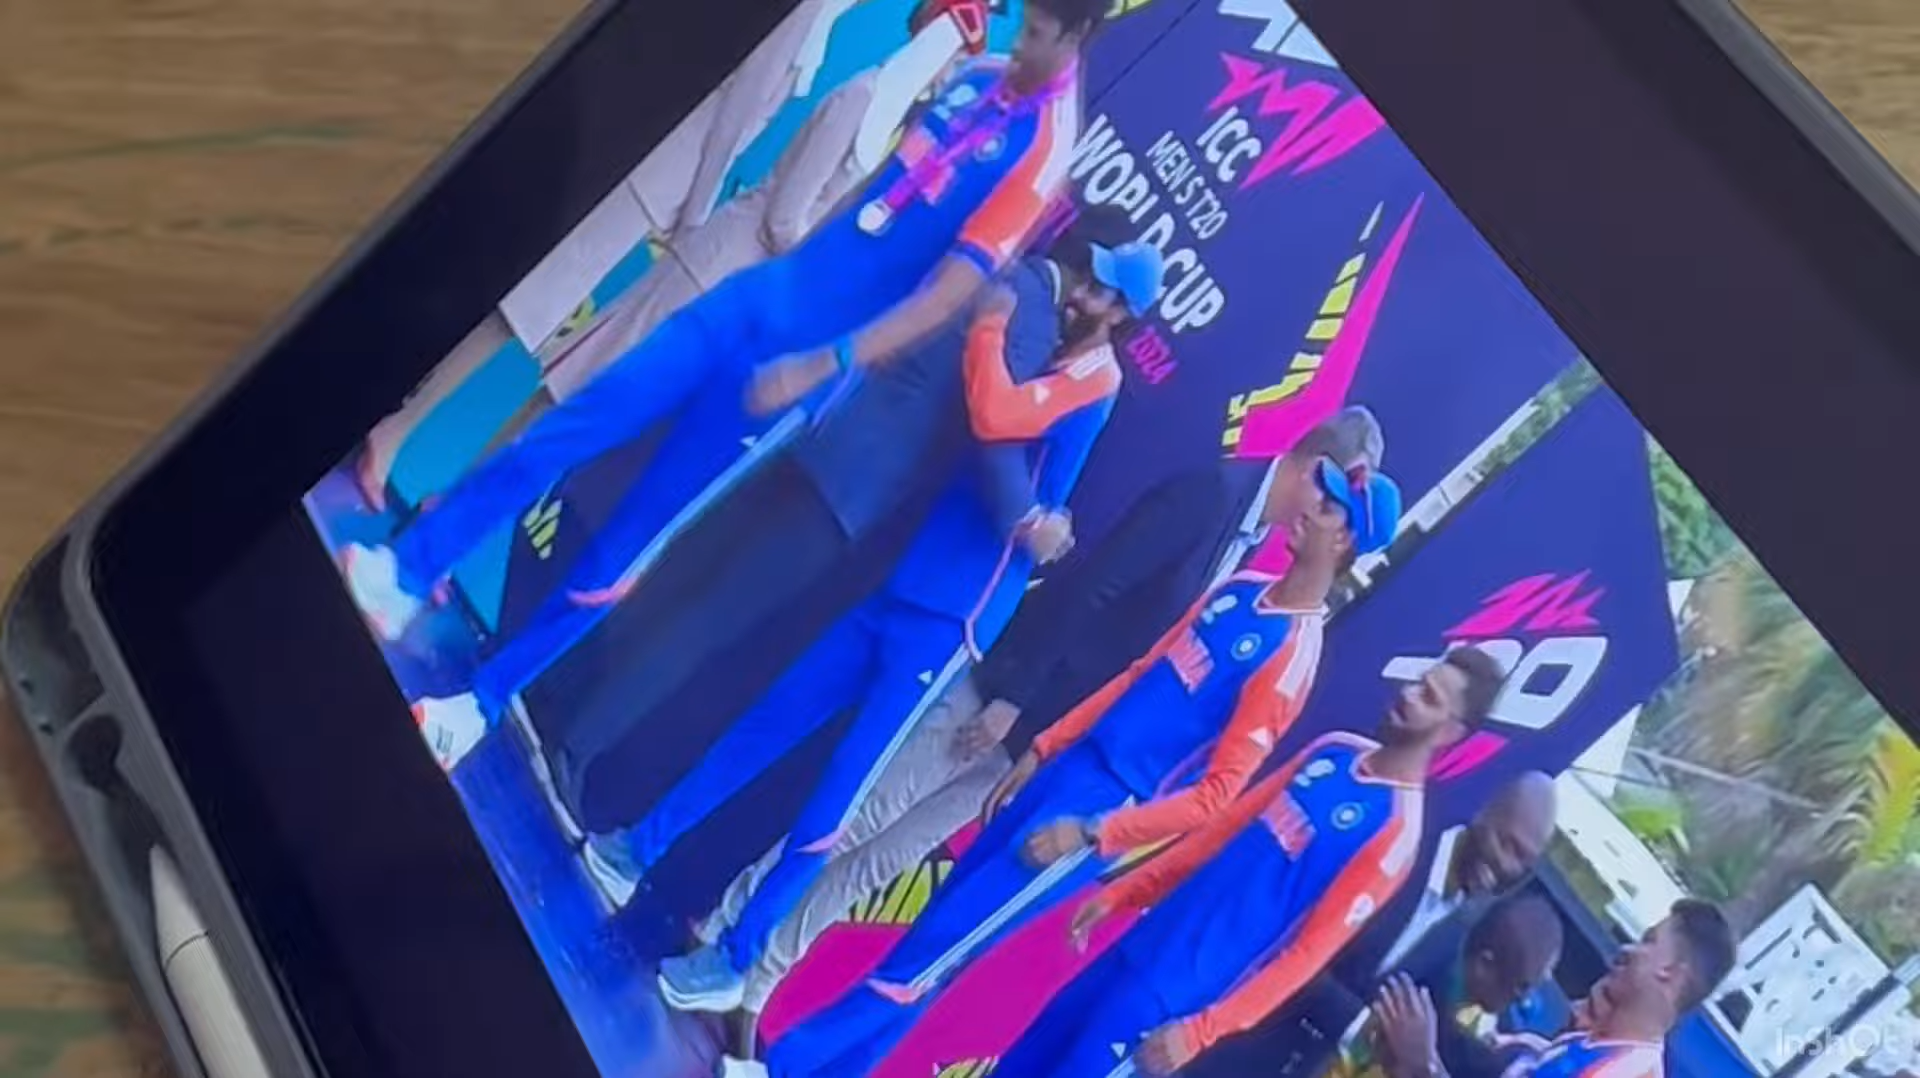 ICC
MEN'S T20
WORLD CUP
2024
INDIA
INDIA
InShOt